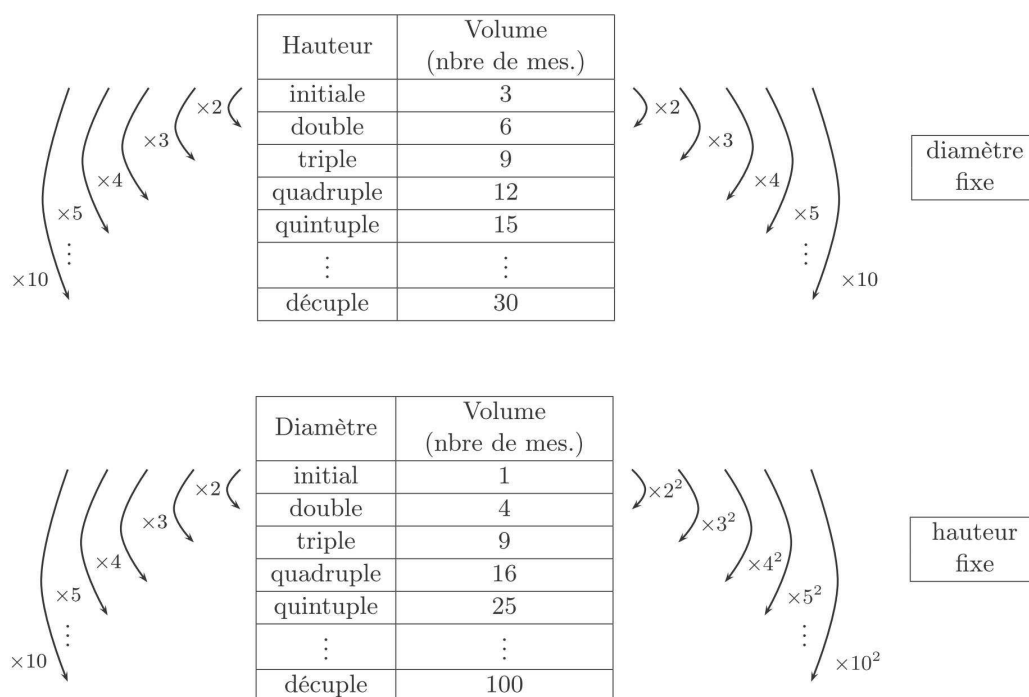 Hauteur Volume
(nbre de mes.)
×2 initiale 3 ×2
×3 double 6 ×3 diamètre
×4 triple 9 ×4 fixe
×5 quadruple 12 ×5
⋮ quintuple 15 ⋮
×10 ⋮ ⋮ ×10
décuple 30
Diamètre Volume
(nbre de mes.)
×2 initial 1 ×2²
×3 double 4 ×3² hauteur
×4 triple 9 ×4² fixe
×5 quadruple 16 ×5²
⋮ quintuple 25 ⋮
×10 ⋮ ⋮ ×10²
décuple 100